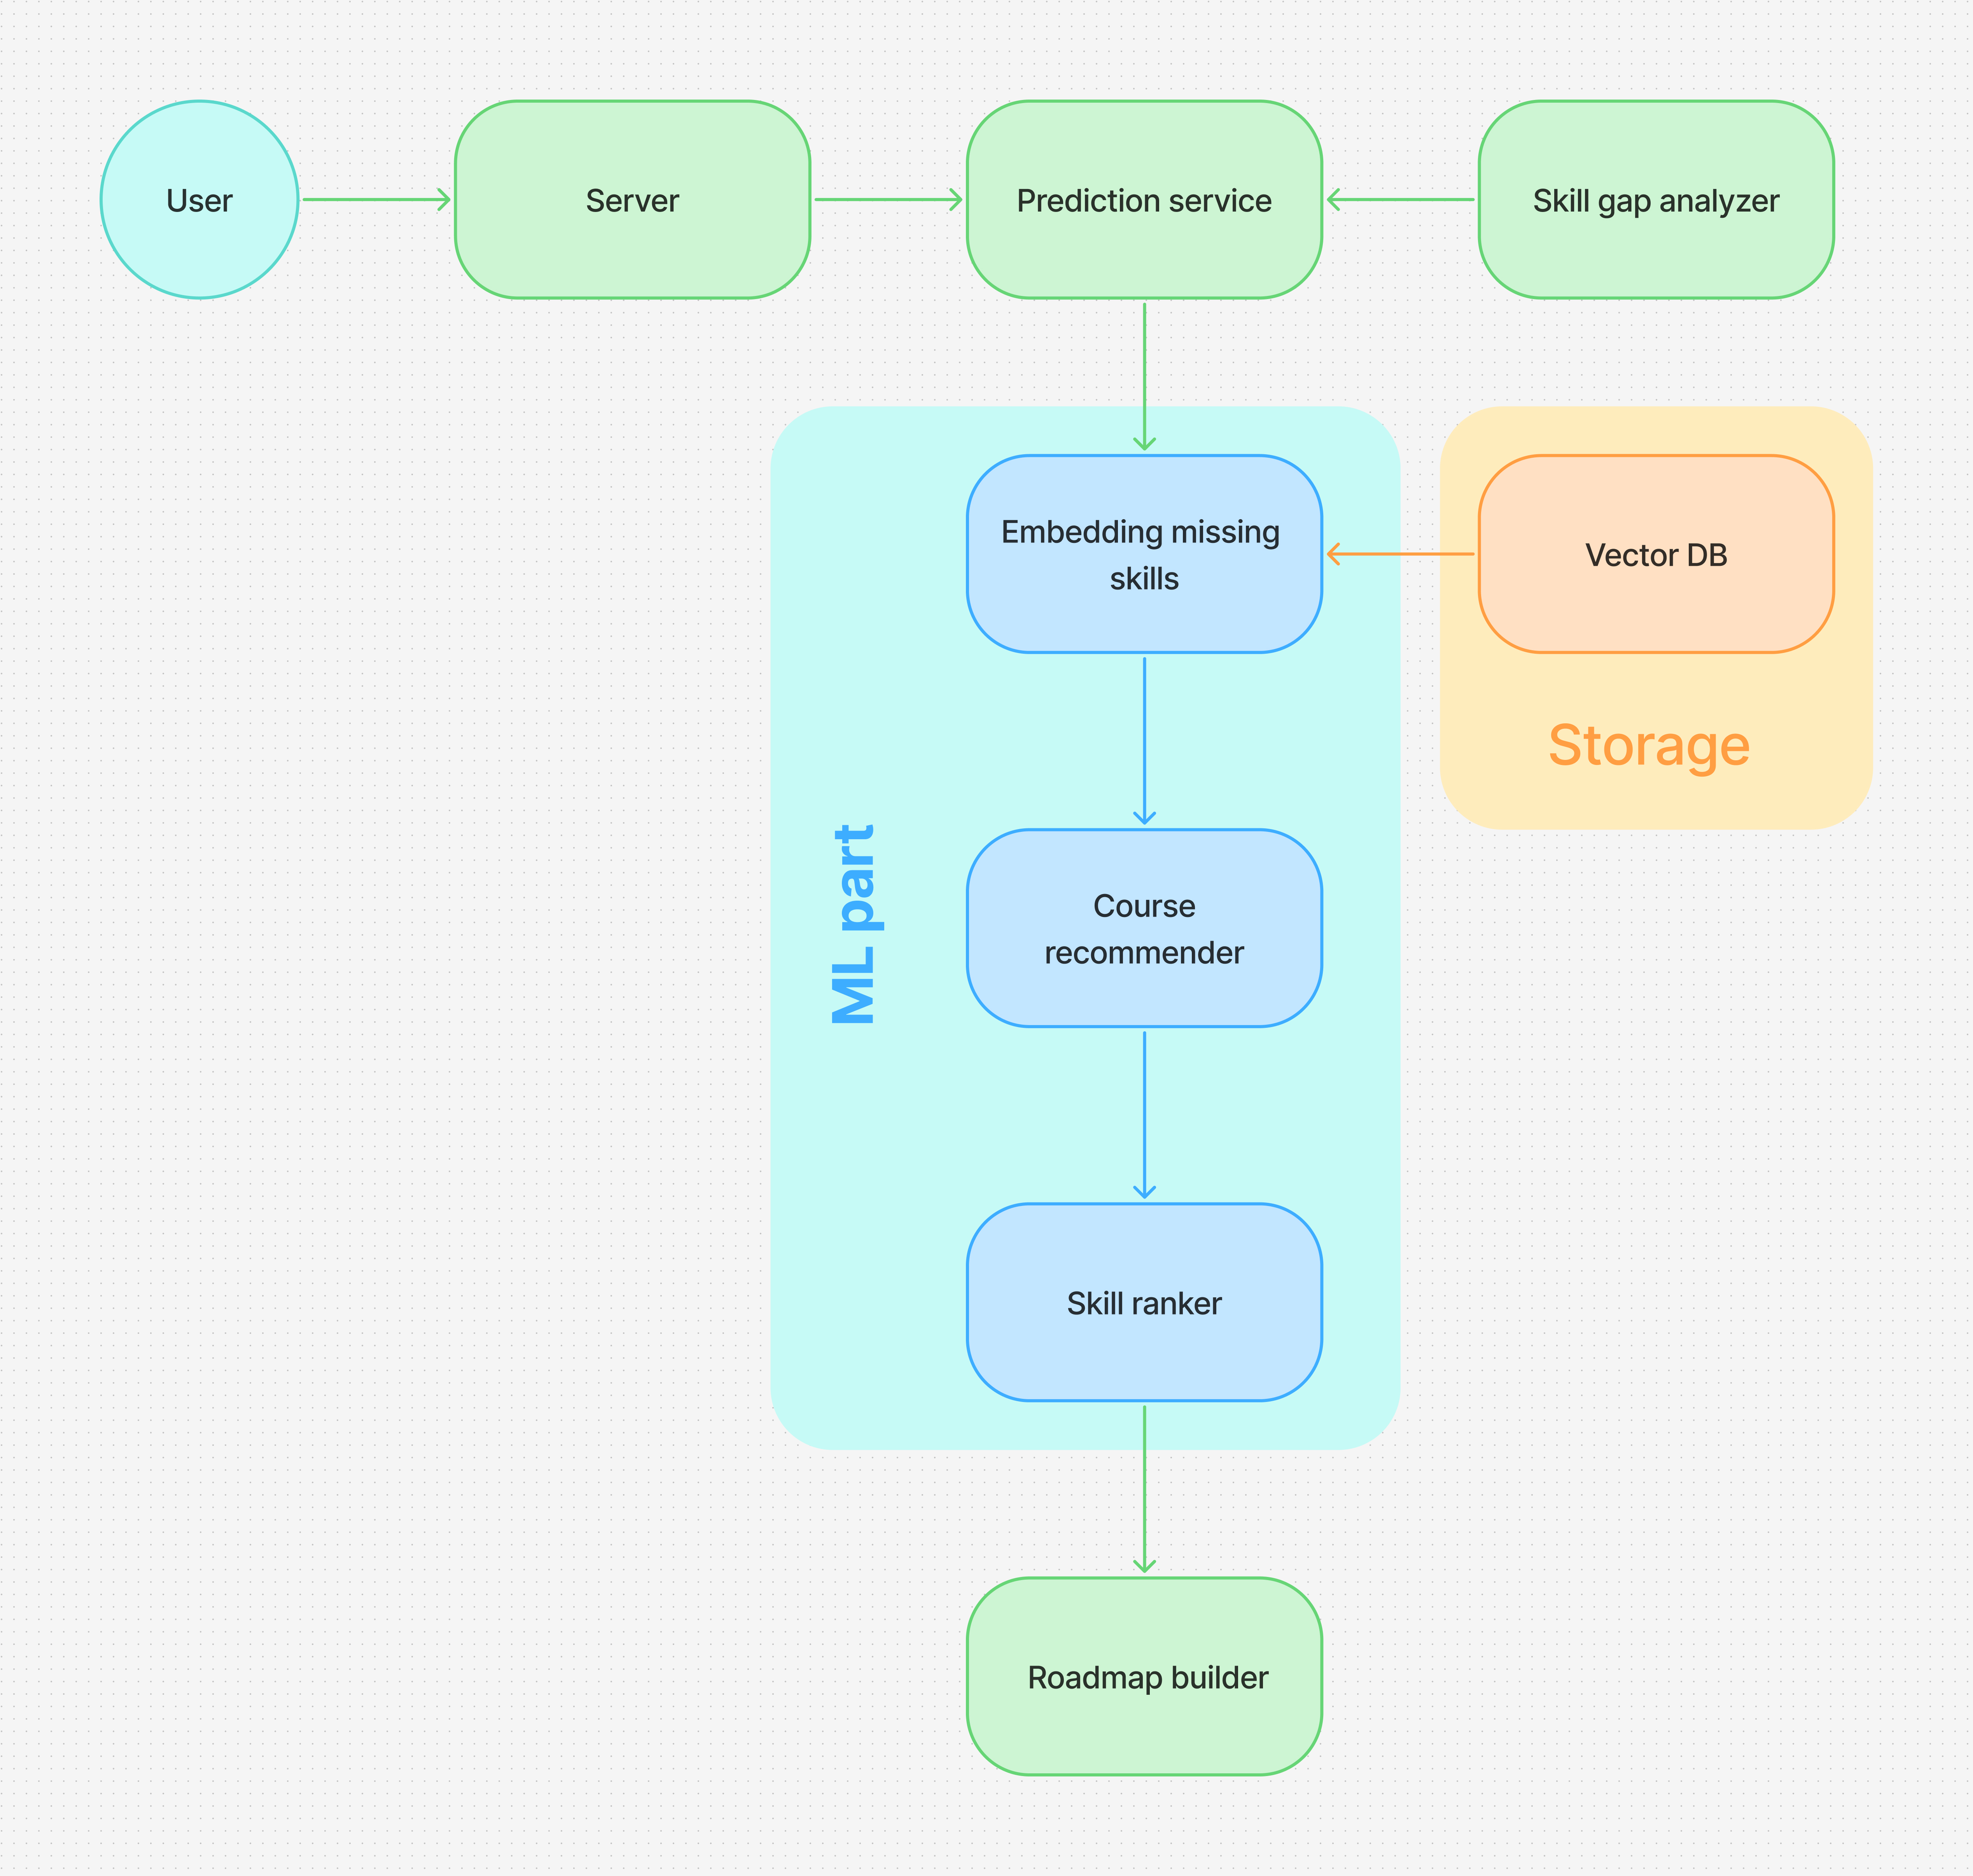 User
Server
Prediction service
Skill gap analyzer
Embedding missing
skills
Vector DB
Storage
ML part
Course
recommender
Skill ranker
Roadmap builder